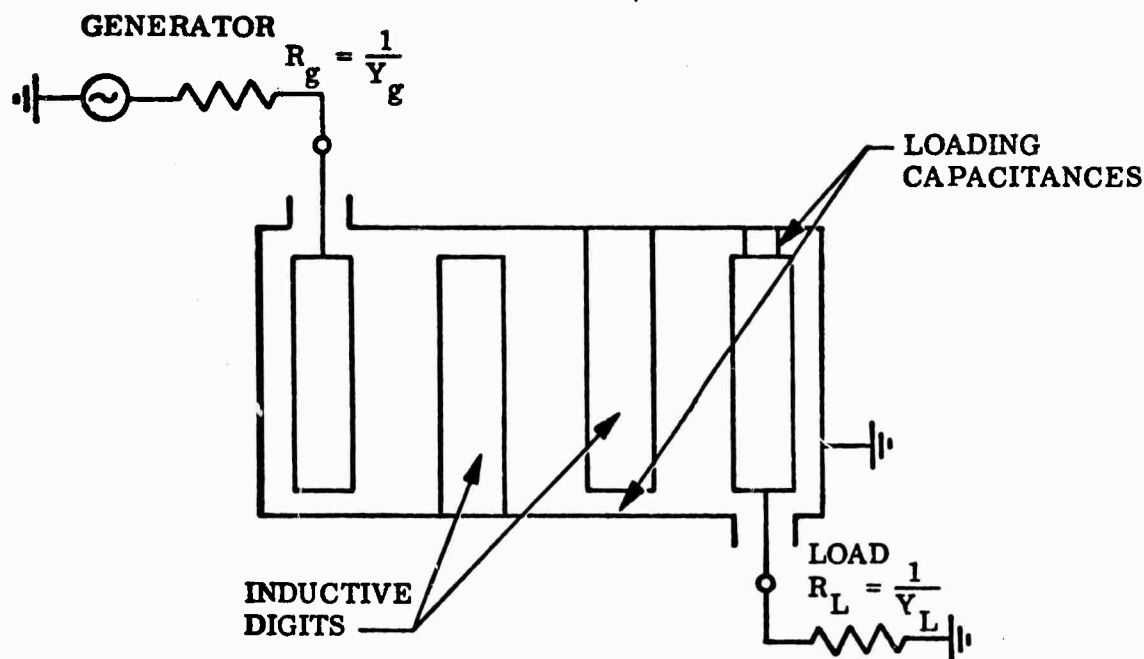 GENERATOR
R_g = 1/Y_g
LOADING
CAPACITANCES
INDUCTIVE
DIGITS
LOAD
R_L = 1/Y_L